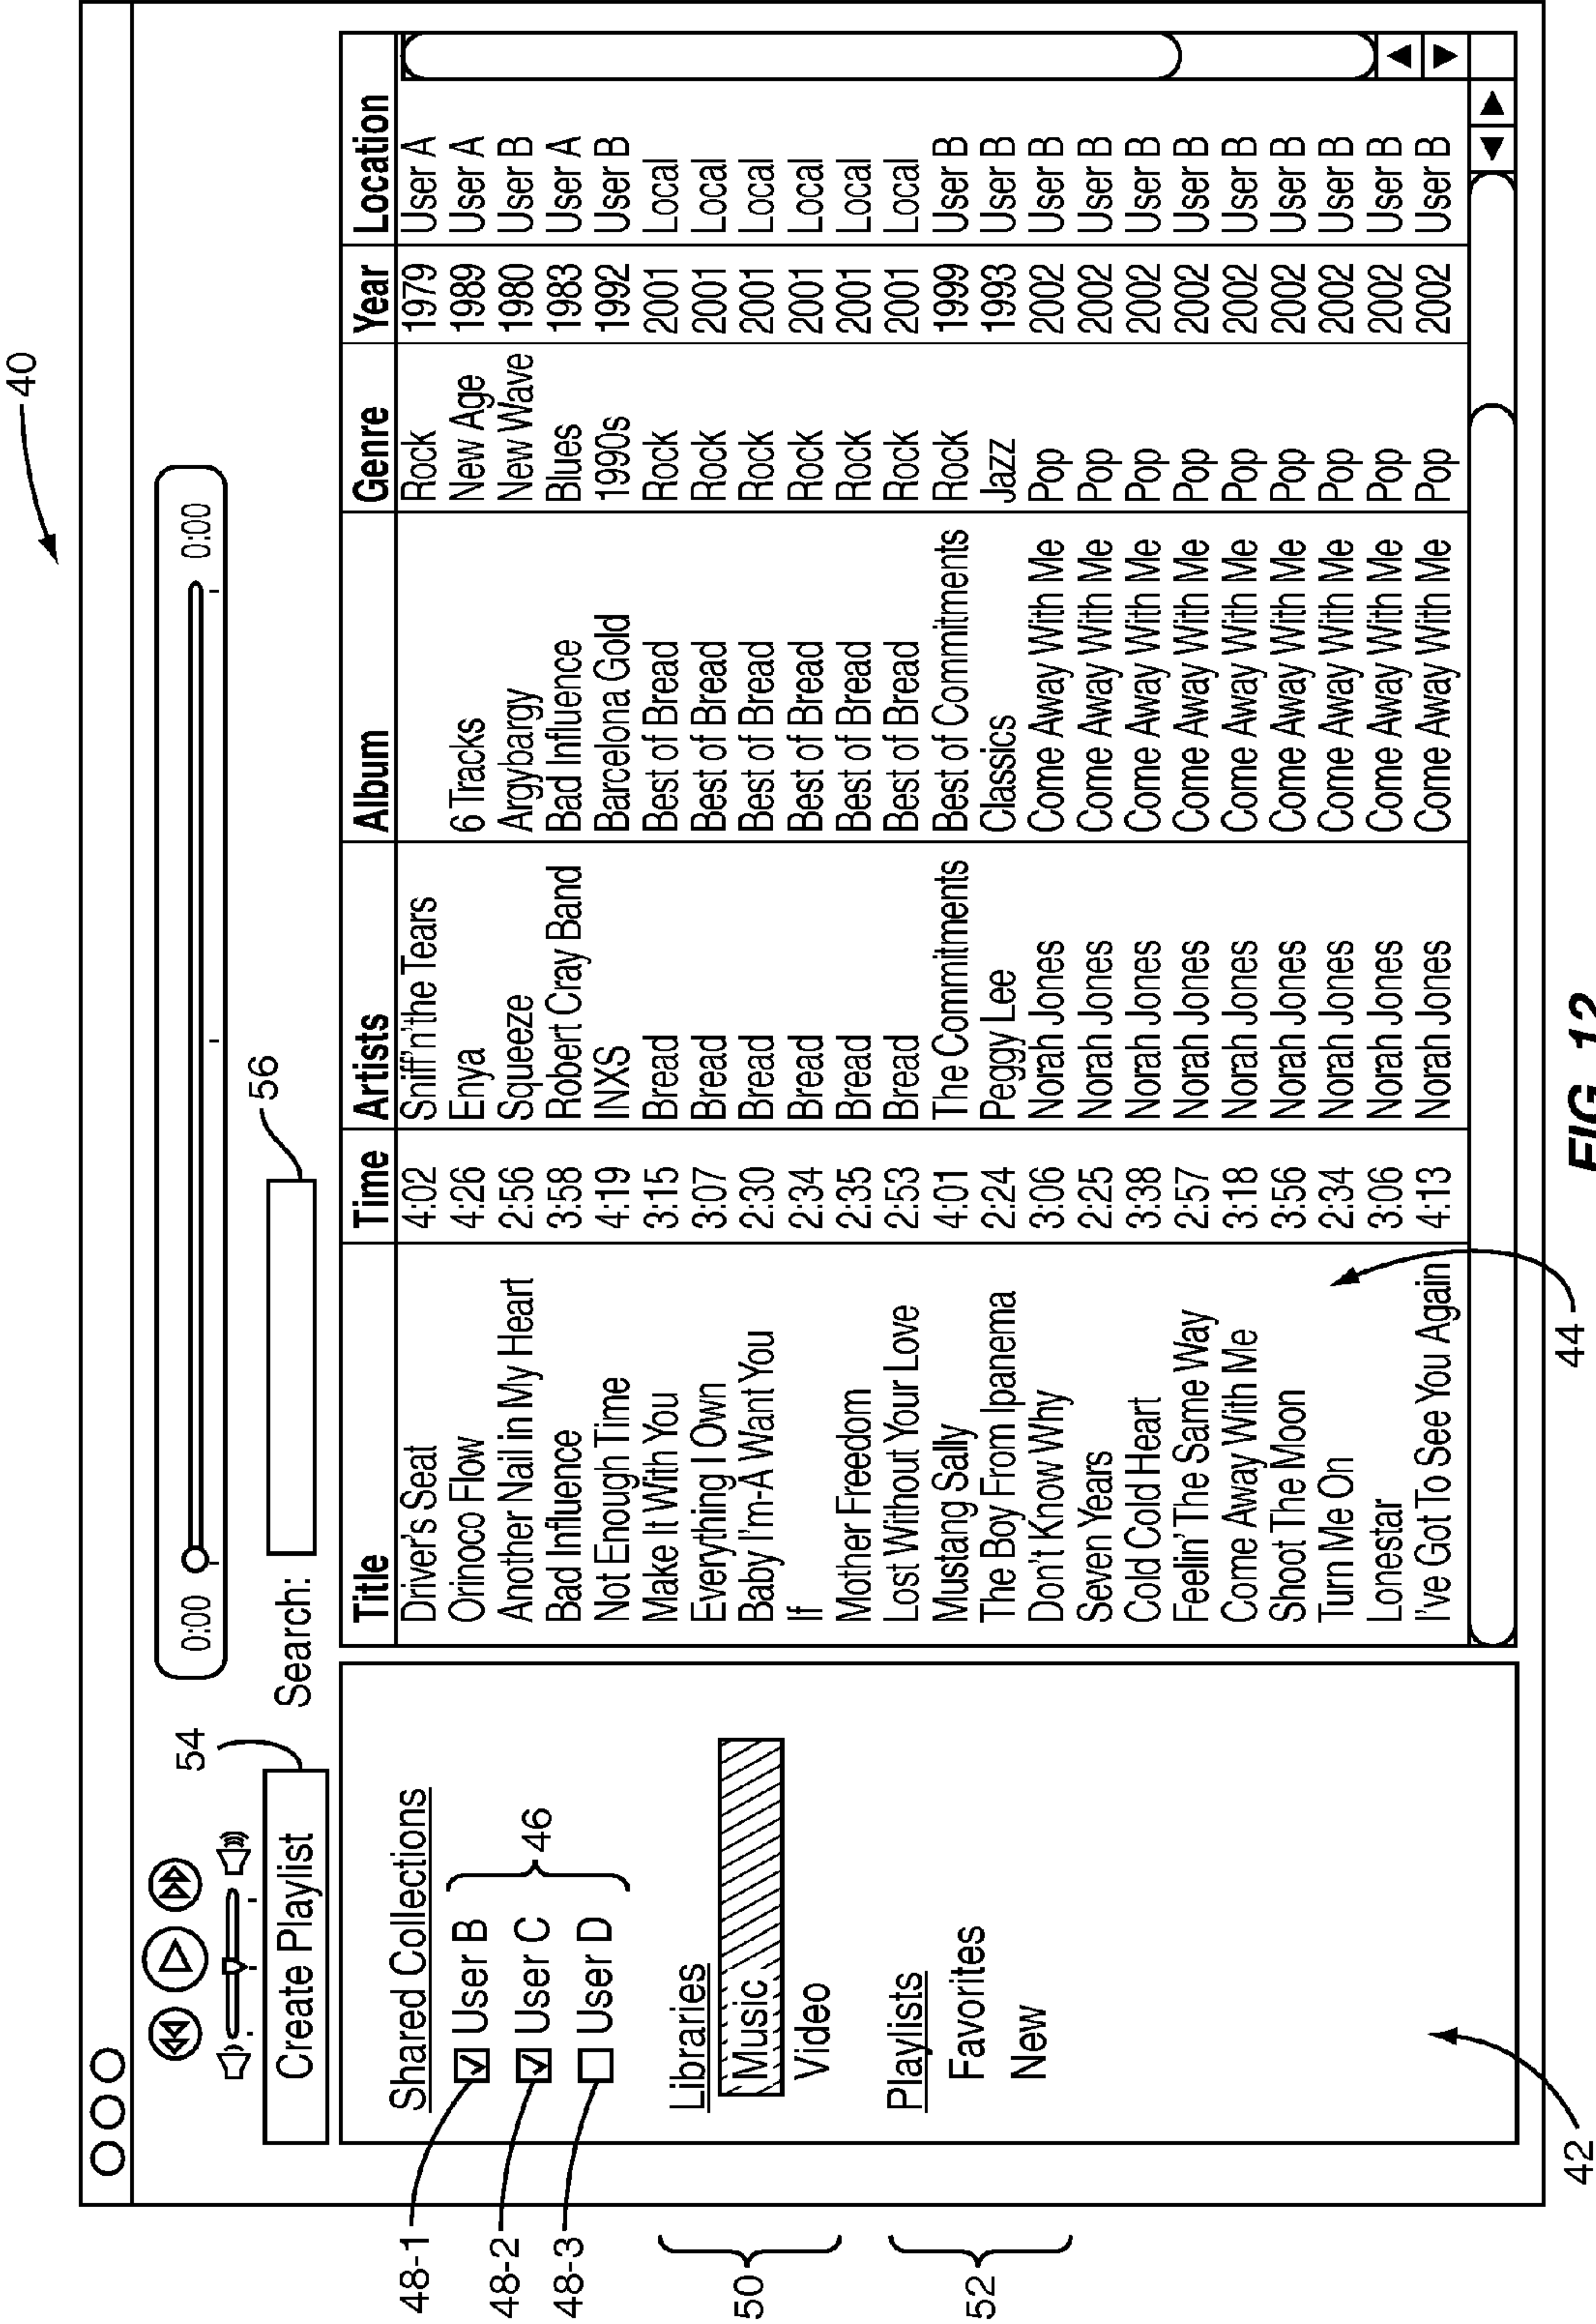 40
0:00 0:00
54
Create Playlist
Search:
56
Shared Collections
48-1
User B
48-2
User C
46
48-3
User D
50
Libraries
Music
Video
52
Playlists
Favorites
New
42
Title Time Artists Album Genre Year Location
Driver's Seat 4:02 Sniff'n'the Tears Rock 1979 User A
Orinoco Flow 4:26 Enya 6 Tracks New Age 1989 User A
Another Nail in My Heart 2:56 Squeeze Argybargy New Wave 1980 User B
Bad Influence 3:58 Robert Cray Band Bad Influence Blues 1983 User A
Not Enough Time 4:19 INXS Barcelona Gold 1990s 1992 User B
Make It With You 3:15 Bread Best of Bread Rock 2001 Local
Everything I Own 3:07 Bread Best of Bread Rock 2001 Local
Baby I'm-A Want You 2:30 Bread Best of Bread Rock 2001 Local
If 2:34 Bread Best of Bread Rock 2001 Local
Mother Freedom 2:35 Bread Best of Bread Rock 2001 Local
Lost Without Your Love 2:53 Bread Best of Bread Rock 2001 Local
Mustang Sally 4:01 The Commitments Best of Commitments Rock 1999 User B
The Boy From Ipanema 2:24 Peggy Lee Classics Jazz 1993 User B
Don't Know Why 3:06 Norah Jones Come Away With Me Pop 2002 User B
Seven Years 2:25 Norah Jones Come Away With Me Pop 2002 User B
Cold Cold Heart 3:38 Norah Jones Come Away With Me Pop 2002 User B
Feelin' The Same Way 2:57 Norah Jones Come Away With Me Pop 2002 User B
Come Away With Me 3:18 Norah Jones Come Away With Me Pop 2002 User B
Shoot The Moon 3:56 Norah Jones Come Away With Me Pop 2002 User B
Turn Me On 2:34 Norah Jones Come Away With Me Pop 2002 User B
Lonestar 3:06 Norah Jones Come Away With Me Pop 2002 User B
I've Got To See You Again 4:13 Norah Jones Come Away With Me Pop 2002 User B
44
FIG. 12